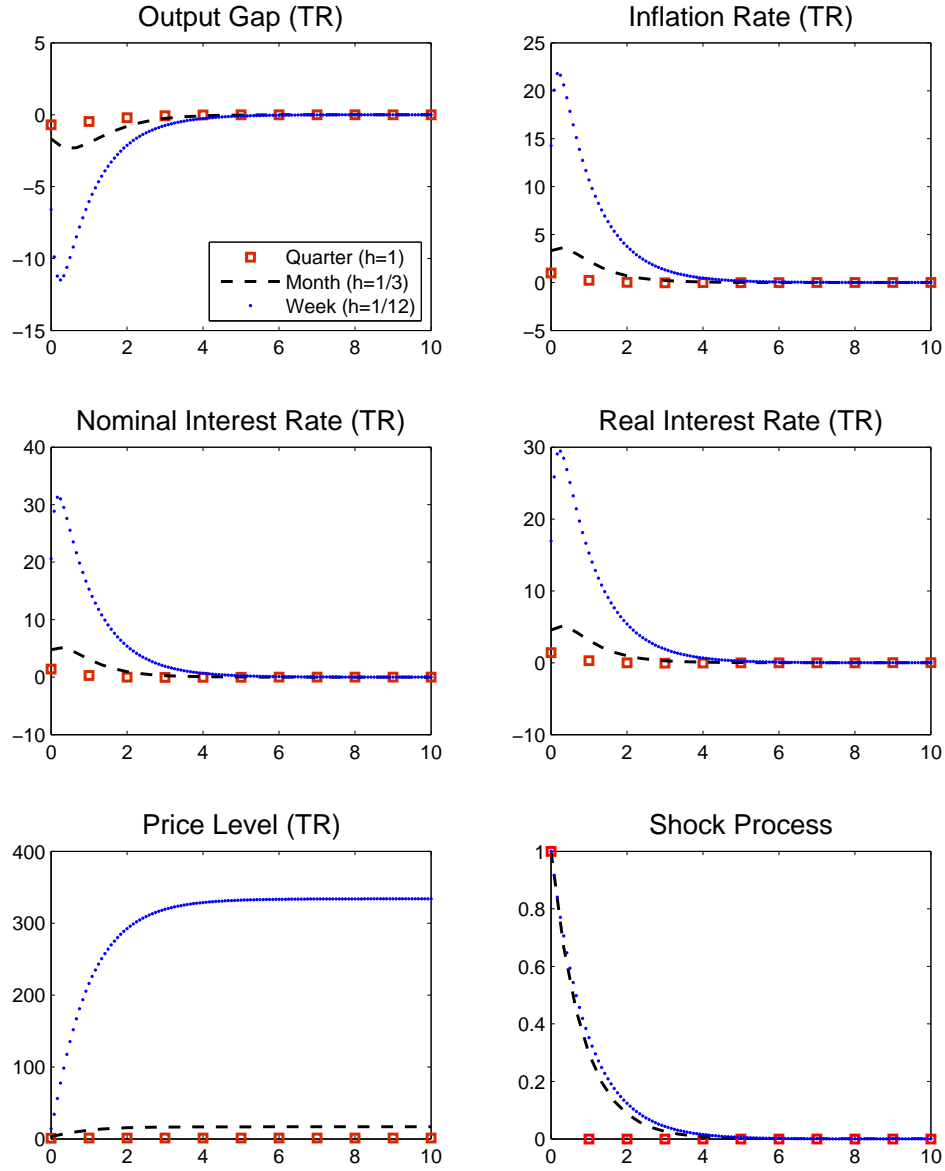 Output Gap (TR)
5
0
−5
−10
−15
0 2 4 6 8 10
Quarter (h=1)
Month (h=1/3)
Week (h=1/12)
Inflation Rate (TR)
25
20
15
10
5
0
−5
0 2 4 6 8 10
Nominal Interest Rate (TR)
40
30
20
10
0
−10
0 2 4 6 8 10
Real Interest Rate (TR)
30
20
10
0
−10
0 2 4 6 8 10
Price Level (TR)
400
300
200
100
0
0 2 4 6 8 10
Shock Process
1
0.8
0.6
0.4
0.2
0
0 2 4 6 8 10